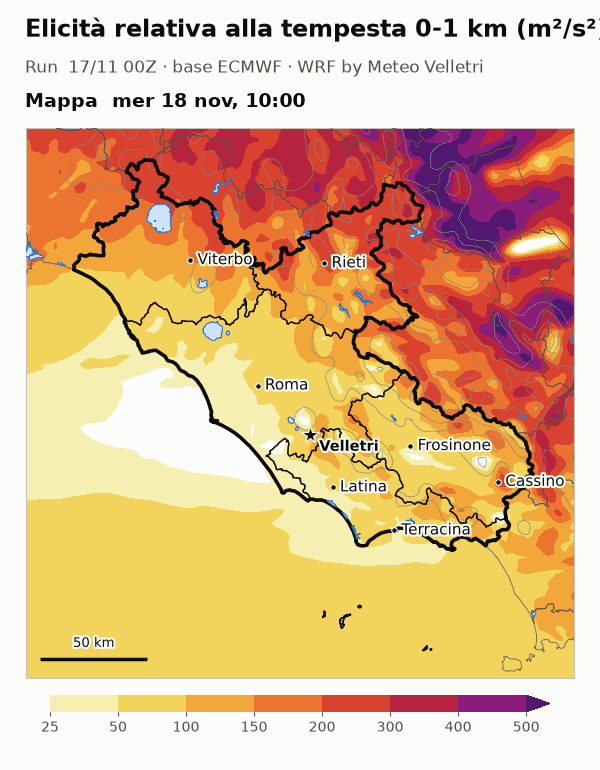 Elicità relativa alla tempesta 0-1 km (m²/s²)
Run  17/11 00Z · base ECMWF · WRF by Meteo Velletri
Mappa  mer 18 nov, 10:00
Viterbo
Rieti
Roma
Velletri
Frosinone
Cassino
Latina
Terracina
50 km
25 50 100 150 200 300 400 500